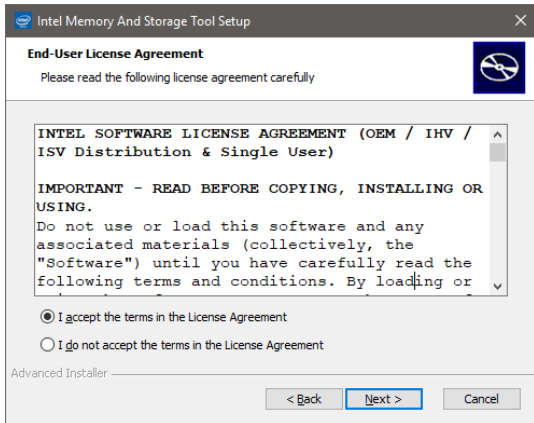 Intel Memory And Storage Tool Setup
End-User License Agreement
Please read the following license agreement carefully
INTEL SOFTWARE LICENSE AGREEMENT (OEM / IHV /
ISV Distribution & Single User)
IMPORTANT - READ BEFORE COPYING, INSTALLING OR
USING.
Do not use or load this software and any
associated materials (collectively, the
"Software") until you have carefully read the
following terms and conditions. By loading or
I accept the terms in the License Agreement
I do not accept the terms in the License Agreement
Advanced Installer
< Back Next > Cancel